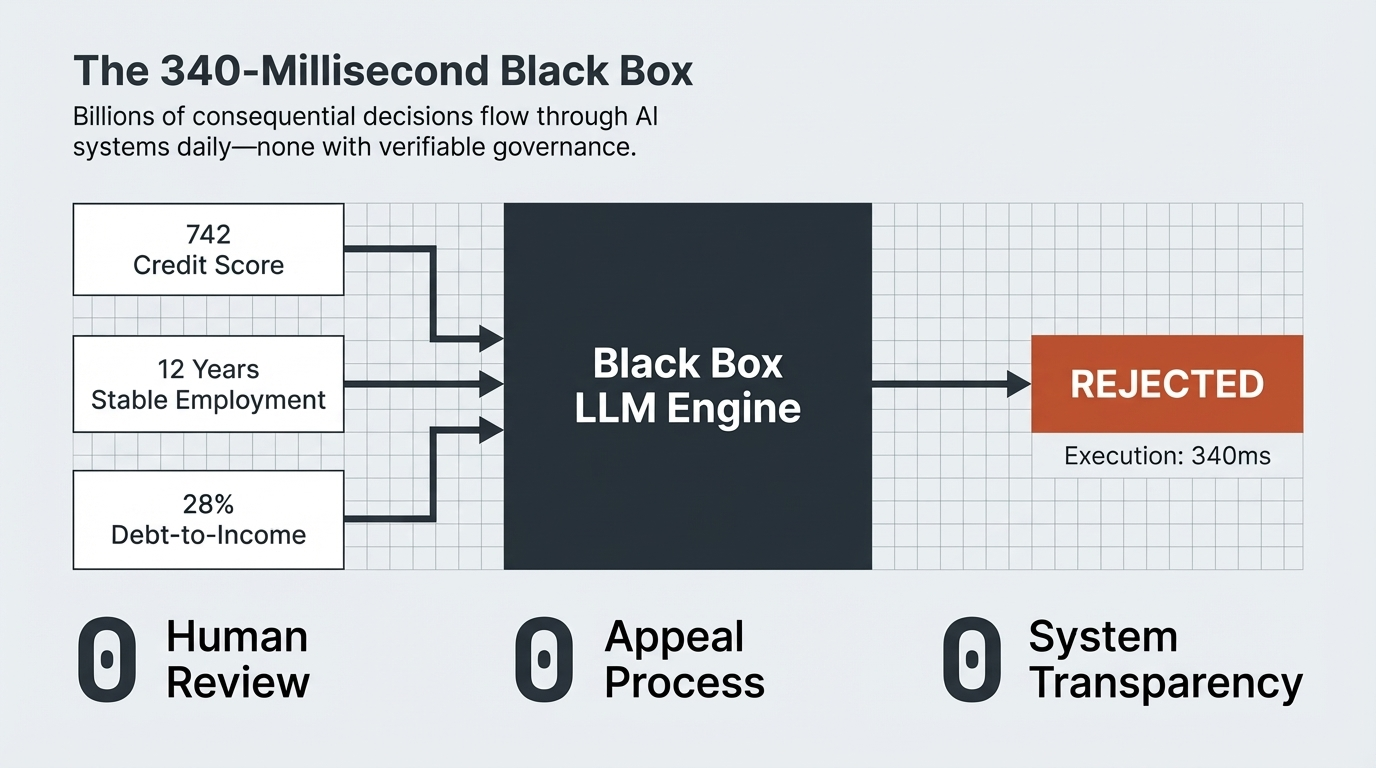 The 340-Millisecond Black Box
Billions of consequential decisions flow through AI
systems daily—none with verifiable governance.
742
Credit Score
12 Years
Stable Employment
28%
Debt-to-Income
Black Box
LLM Engine
REJECTED
Execution: 340ms
0 Human
Review
0 Appeal
Process
0 System
Transparency